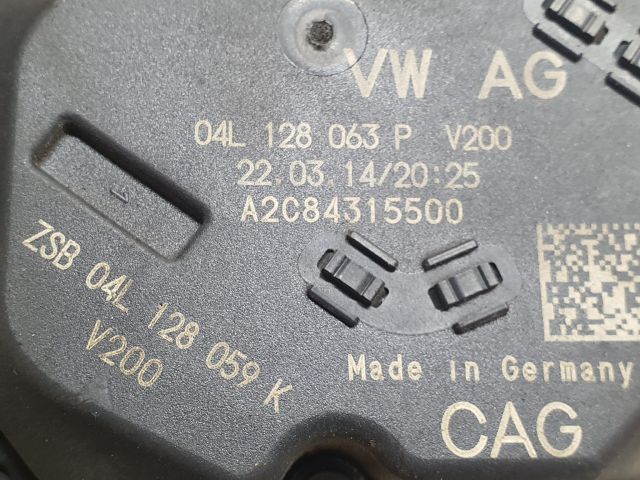 VW AG
04L 128 063 P V200
22.03.14/20:25
A2C84315500
1
ZSB 04L 128 059 K
V200
Made in Germany
CAG